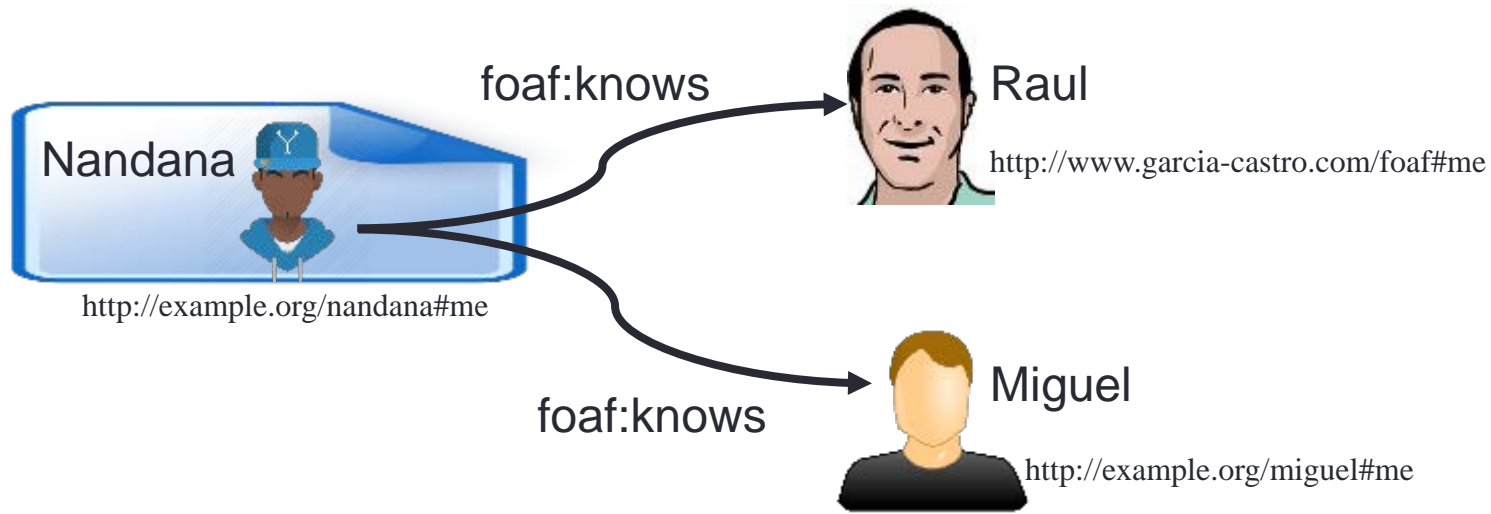 foaf:knows
Raul
Nandana
Y
http://www.garcia-castro.com/foaf#me
http://example.org/nandana#me
Miguel
foaf:knows
http://example.org/miguel#me